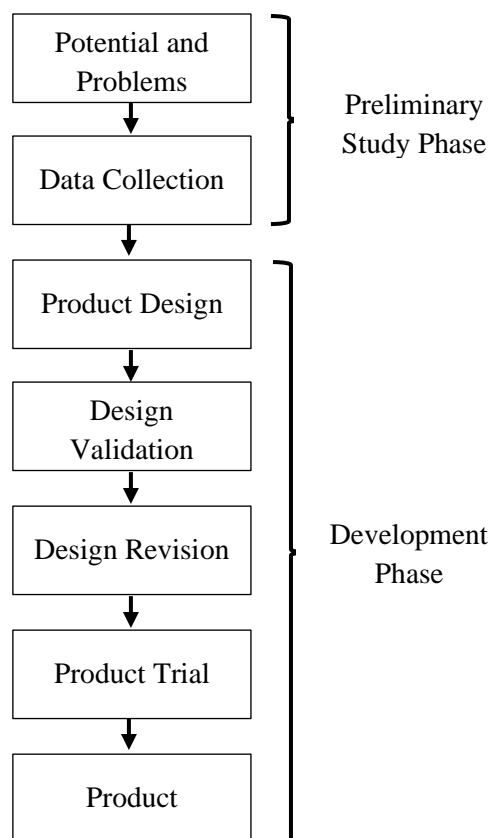 Potential and
Problems
Preliminary
Study Phase
Data Collection
Product Design
Design
Validation
Design Revision
Development
Phase
Product Trial
Product